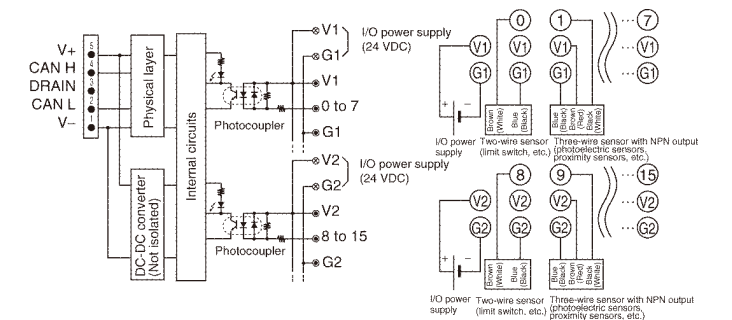 V+
CAN H
DRAIN
CAN L
V−
5
4
3
2
1
Physical layer
DC-DC converter
(Not isolated)
Internal circuits
Photocoupler
V1
G1
I/O power supply
(24 VDC)
V1
0 to 7
G1
V2
G2
I/O power supply
(24 VDC)
V2
8 to 15
G2
Photocoupler
0
1
7
V1
V1
V1
V1
G1
G1
G1
G1
+
−
Brown
(White)
Blue
(Black)
Blue
(Black)
Brown
(Red)
Black
(White)
I/O power
supply
Two-wire sensor
(limit switch, etc.)
Three-wire sensor with NPN output
(photoelectric sensors,
proximity sensors, etc.)
8
9
15
V2
V2
V2
V2
G2
G2
G2
G2
+
−
Brown
(White)
Blue
(Black)
Blue
(Black)
Brown
(Red)
Black
(White)
I/O power
supply
Two-wire sensor
(limit switch, etc.)
Three-wire sensor with NPN output
(photoelectric sensors,
proximity sensors, etc.)